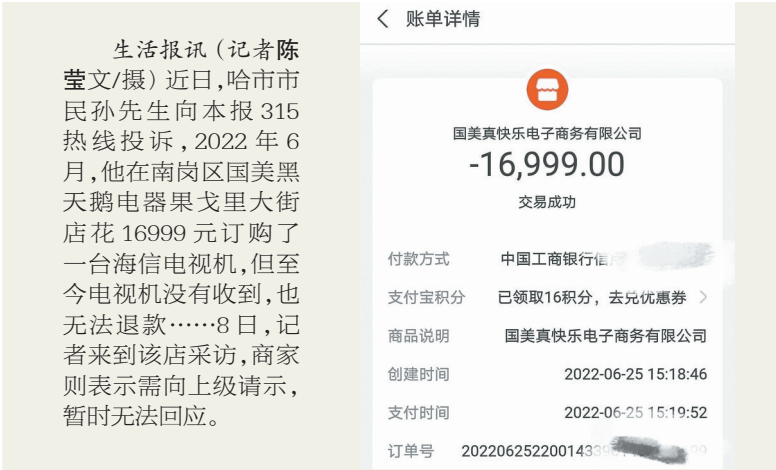 生活报讯（记者陈
莹文/摄）近日,哈市市
民孙先生向本报315
热线投诉,2022年6
月,他在南岗区国美黑
天鹅电器果戈里大街
店花16999元订购了
一台海信电视机,但至
今电视机没有收到,也
无法退款……8日,记
者来到该店采访,商家
则表示需向上级请示,
暂时无法回应。
账单详情
国美真快乐电子商务有限公司
-16,999.00
交易成功
付款方式 中国工商银行信
支付宝积分 已领取16积分，去兑优惠券
商品说明 国美真快乐电子商务有限公司
创建时间 2022-06-25 15:18:46
支付时间 2022-06-25 15:19:52
订单号 2022062522001433